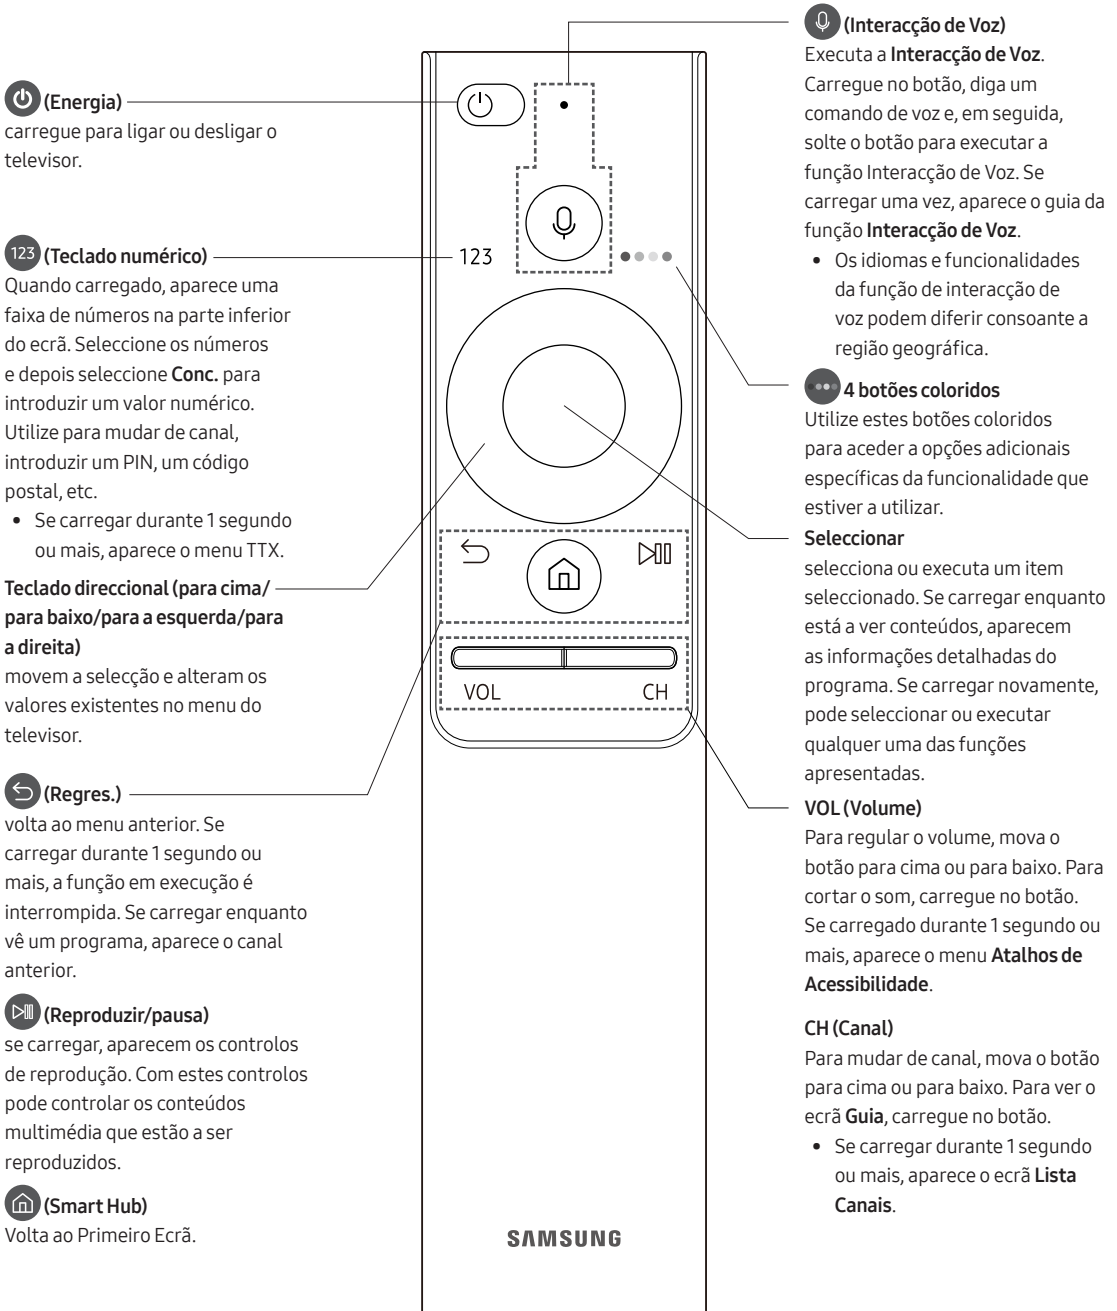 (Energia)
carregue para ligar ou desligar o
televisor.
123 (Teclado numérico)
Quando carregado, aparece uma
faixa de números na parte inferior
do ecrã. Seleccione os números
e depois seleccione Conc. para
introduzir um valor numérico.
Utilize para mudar de canal,
introduzir um PIN, um código
postal, etc.
• Se carregar durante 1 segundo
ou mais, aparece o menu TTX.
Teclado direccional (para cima/
para baixo/para a esquerda/para
a direita)
movem a selecção e alteram os
valores existentes no menu do
televisor.
(Regres.)
volta ao menu anterior. Se
carregar durante 1 segundo ou
mais, a função em execução é
interrompida. Se carregar enquanto
vê um programa, aparece o canal
anterior.
(Reproduzir/pausa)
se carregar, aparecem os controlos
de reprodução. Com estes controlos
pode controlar os conteúdos
multimédia que estão a ser
reproduzidos.
(Smart Hub)
Volta ao Primeiro Ecrã.
123
VOL CH
SAMSUNG
(Interacção de Voz)
Executa a Interacção de Voz.
Carregue no botão, diga um
comando de voz e, em seguida,
solte o botão para executar a
função Interacção de Voz. Se
carregar uma vez, aparece o guia da
função Interacção de Voz.
• Os idiomas e funcionalidades
da função de interacção de
voz podem diferir consoante a
região geográfica.
4 botões coloridos
Utilize estes botões coloridos
para aceder a opções adicionais
específicas da funcionalidade que
estiver a utilizar.
Seleccionar
selecciona ou executa um item
seleccionado. Se carregar enquanto
está a ver conteúdos, aparecem
as informações detalhadas do
programa. Se carregar novamente,
pode seleccionar ou executar
qualquer uma das funções
apresentadas.
VOL (Volume)
Para regular o volume, mova o
botão para cima ou para baixo. Para
cortar o som, carregue no botão.
Se carregado durante 1 segundo ou
mais, aparece o menu Atalhos de
Acessibilidade.
CH (Canal)
Para mudar de canal, mova o botão
para cima ou para baixo. Para ver o
ecrã Guia, carregue no botão.
• Se carregar durante 1 segundo
ou mais, aparece o ecrã Lista
Canais.